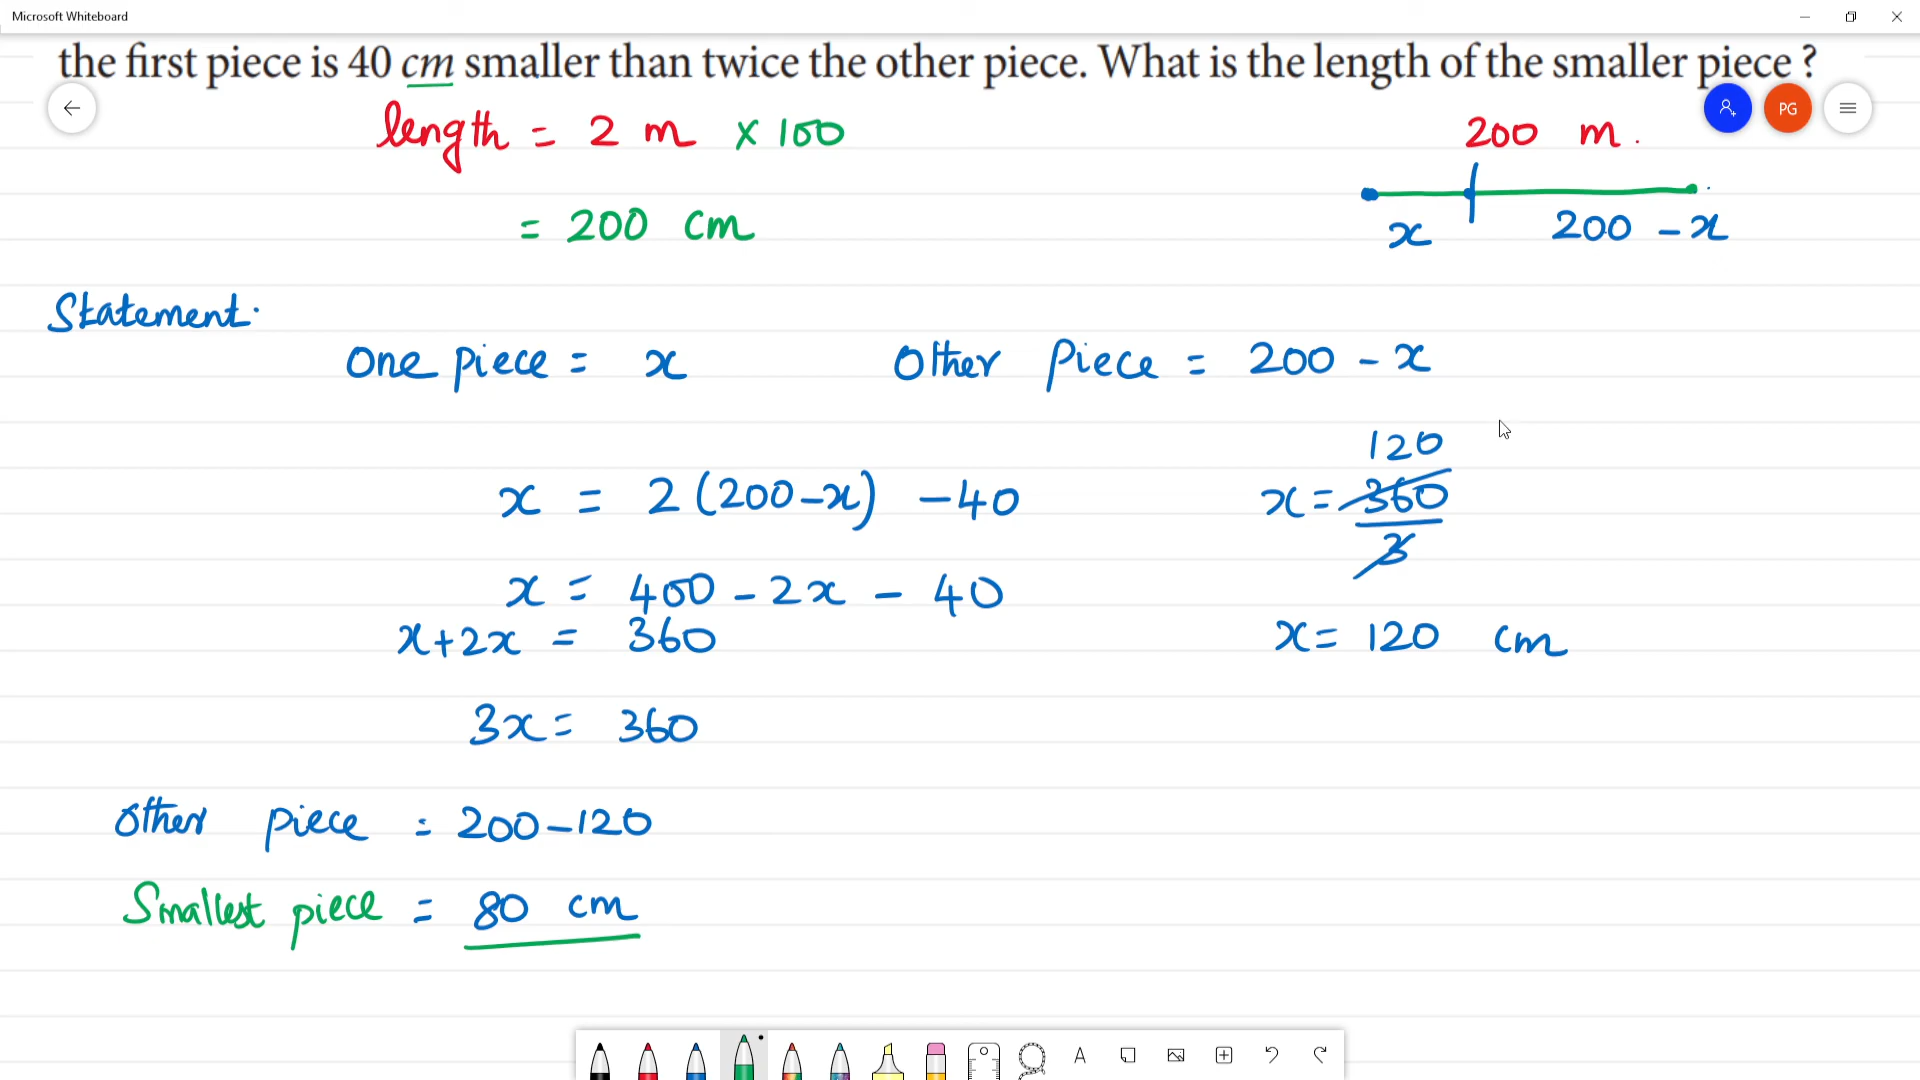 Microsoft Whiteboard
the first piece is 40 cm smaller than twice the other piece. What is the length of the smaller piece ?
PG
length = 2 m × 100
200 m.
= 200 cm
x 200 - x
Statement.
One piece = x Other Piece = 200 - x
120
x = 2 (200-x) - 40 x = 360
3
x = 400 - 2x - 40
x+2x = 360 x = 120 cm
3x = 360
Other piece = 200-120
Smallest piece = 80 cm
A